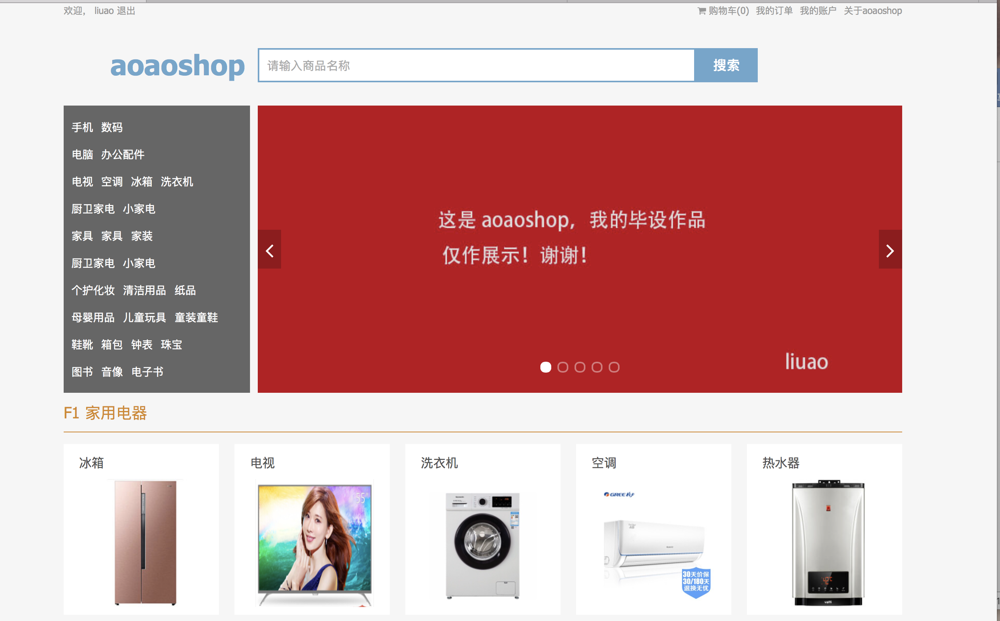 欢迎， liuao 退出
购物车(0) 我的订单 我的账户 关于aoaoshop
aoaoshop
请输入商品名称
搜索
手机 数码
电脑 办公配件
电视 空调 冰箱 洗衣机
厨卫家电 小家电
家具 家具 家装
厨卫家电 小家电
个护化妆 清洁用品 纸品
母婴用品 儿童玩具 童装童鞋
鞋靴 箱包 钟表 珠宝
图书 音像 电子书
这是 aoaoshop，我的毕设作品
仅作展示！谢谢！
liuao
F1 家用电器
冰箱
电视
洗衣机
空调
热水器
55"
GREE格力
30天价保
30/180天
退换无忧
42℃
vatti